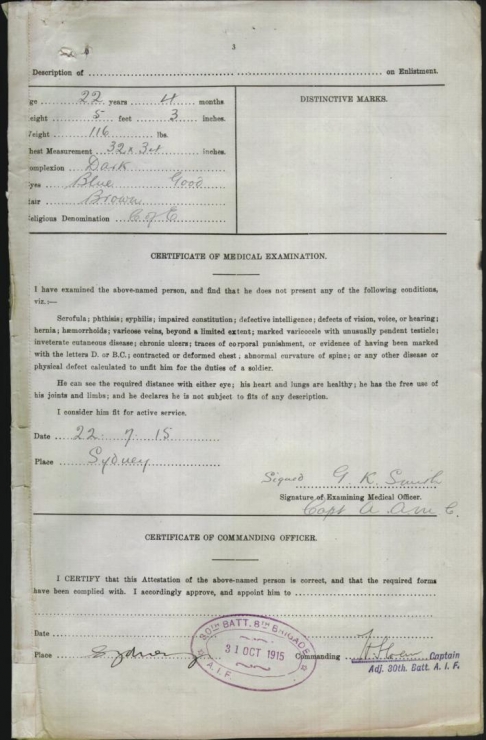 3
Description of on Enlistment.
ge 22 years 4 months
eight 5 feet 3 inches.
eight 116 lbs.
hest Measurement 32 x 34 inches.
omplexion Dark
yes Blue Good
air Brown
eligious Denomination C of E
DISTINCTIVE MARKS.
CERTIFICATE OF MEDICAL EXAMINATION.
I have examined the above-named person, and find that he does not present any of the following conditions,
viz.:—
Scrofula; phthisis; syphilis; impaired constitution; defective intelligence; defects of vision, voice, or hearing;
hernia; hæmorrhoids; varicose veins, beyond a limited extent; marked varicocele with unusually pendent testicle;
inveterate cutaneous disease; chronic ulcers; traces of corporal punishment, or evidence of having been marked
with the letters D. or B.C.; contracted or deformed chest; abnormal curvature of spine; or any other disease or
physical defect calculated to unfit him for the duties of a soldier.
He can see the required distance with either eye; his heart and lungs are healthy; he has the free use of
his joints and limbs; and he declares he is not subject to fits of any description.
I consider him fit for active service.
Date 22 7 15
Place Sydney
Signed G. K. Smith
Signature of Examining Medical Officer.
Capt A. A.M.C.
CERTIFICATE OF COMMANDING OFFICER.
I CERTIFY that this Attestation of the above-named person is correct, and that the required forms
have been complied with. I accordingly approve, and appoint him to
Date
30TH BATT. 8TH BRIGADE
31 OCT 1915
A.I.F.
Place Sydney
Commanding Captain
Adj. 30th. Batt. A. I. F.